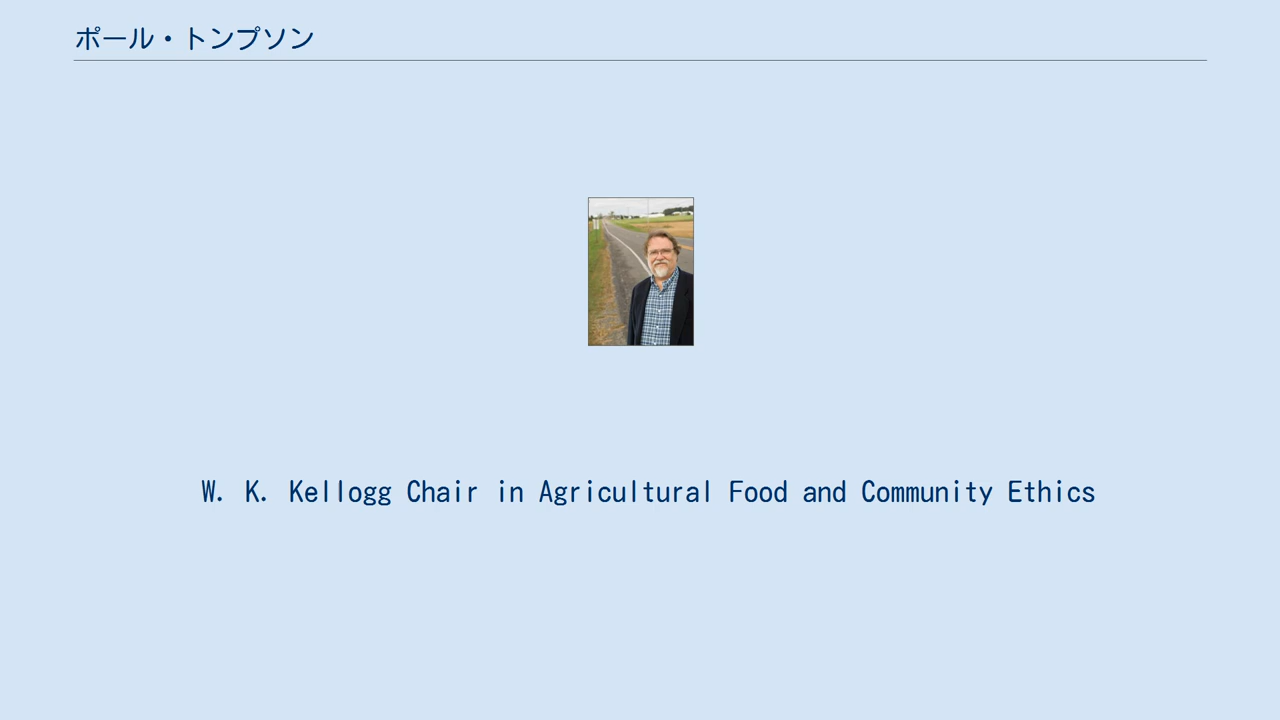 ポール・トンプソン
W. K. Kellogg Chair in Agricultural Food and Community Ethics